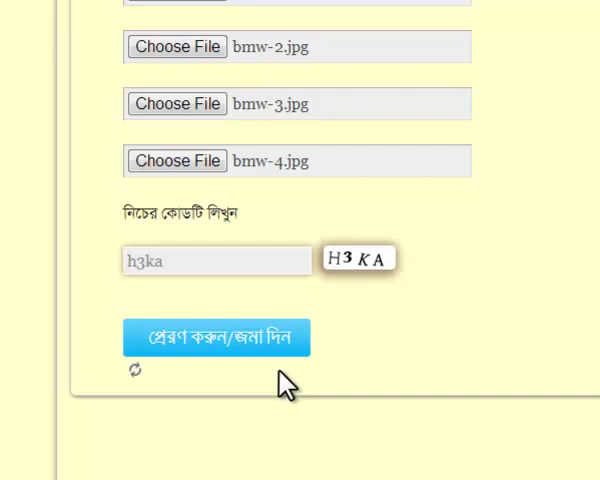 Choose File bmw-2.jpg
Choose File bmw-3.jpg
Choose File bmw-4.jpg
নিচের কোডটি লিখুন
h3ka H3KA
প্রেরণ করুন/জমা দিন